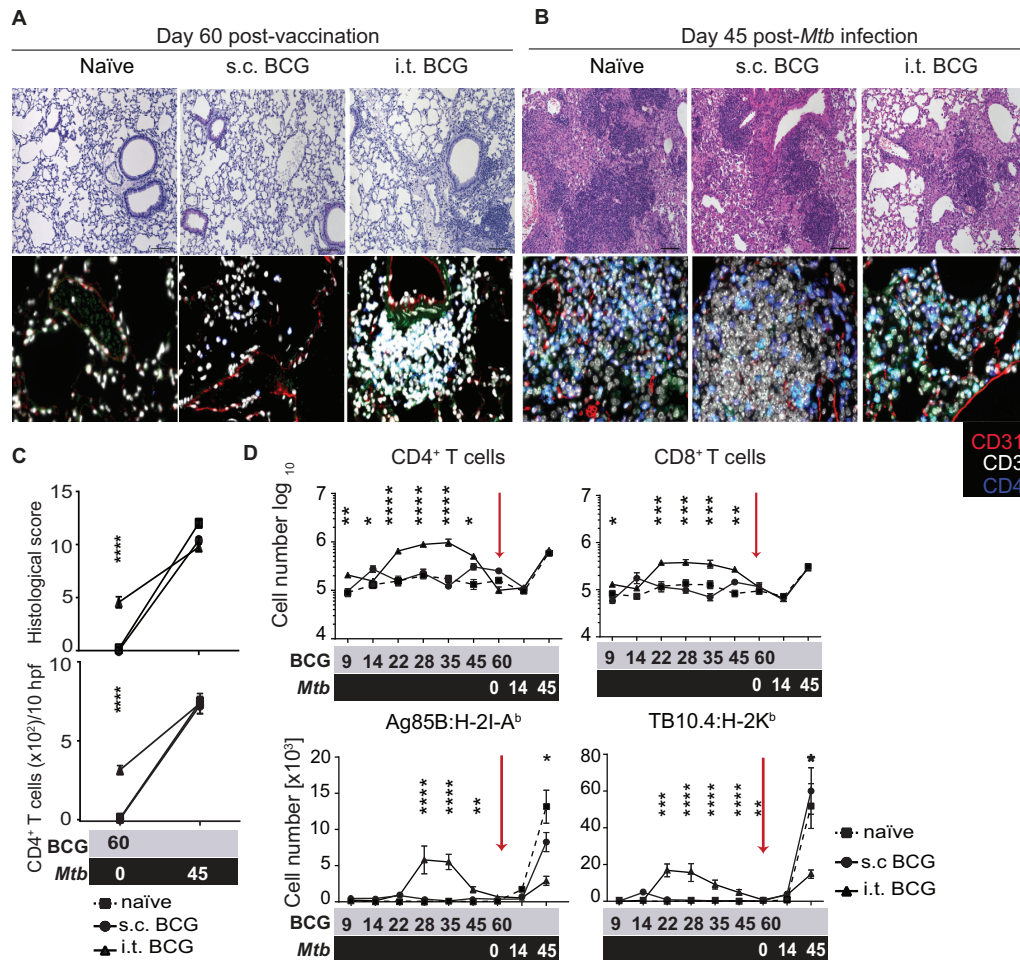 A
Day 60 post-vaccination
Naïve s.c. BCG i.t. BCG
B
Day 45 post-Mtb infection
Naïve s.c. BCG i.t. BCG
CD31
CD3
CD4
C
Histological score
15
10
5
0
****
CD4⁺ T cells (x10²)/10 hpf
10
5
0
****
BCG 60
Mtb 0 45
naïve
s.c. BCG
i.t. BCG
D
CD4⁺ T cells
Cell number log 10
7
6
5
4
** * **** **** **** *
BCG 9 14 22 28 35 45 60
Mtb 0 14 45
CD8⁺ T cells
7
6
5
4
* *** *** *** **
9 14 22 28 35 45 60
0 14 45
Ag85B:H-2I-Aᵇ
Cell number [x10³]
20
15
10
5
0
**** **** ** *
BCG 9 14 22 28 35 45 60
Mtb 0 14 45
TB10.4:H-2Kᵇ
80
60
40
20
0
*** **** **** **** ** *
9 14 22 28 35 45 60
0 14 45
naïve
s.c BCG
i.t. BCG